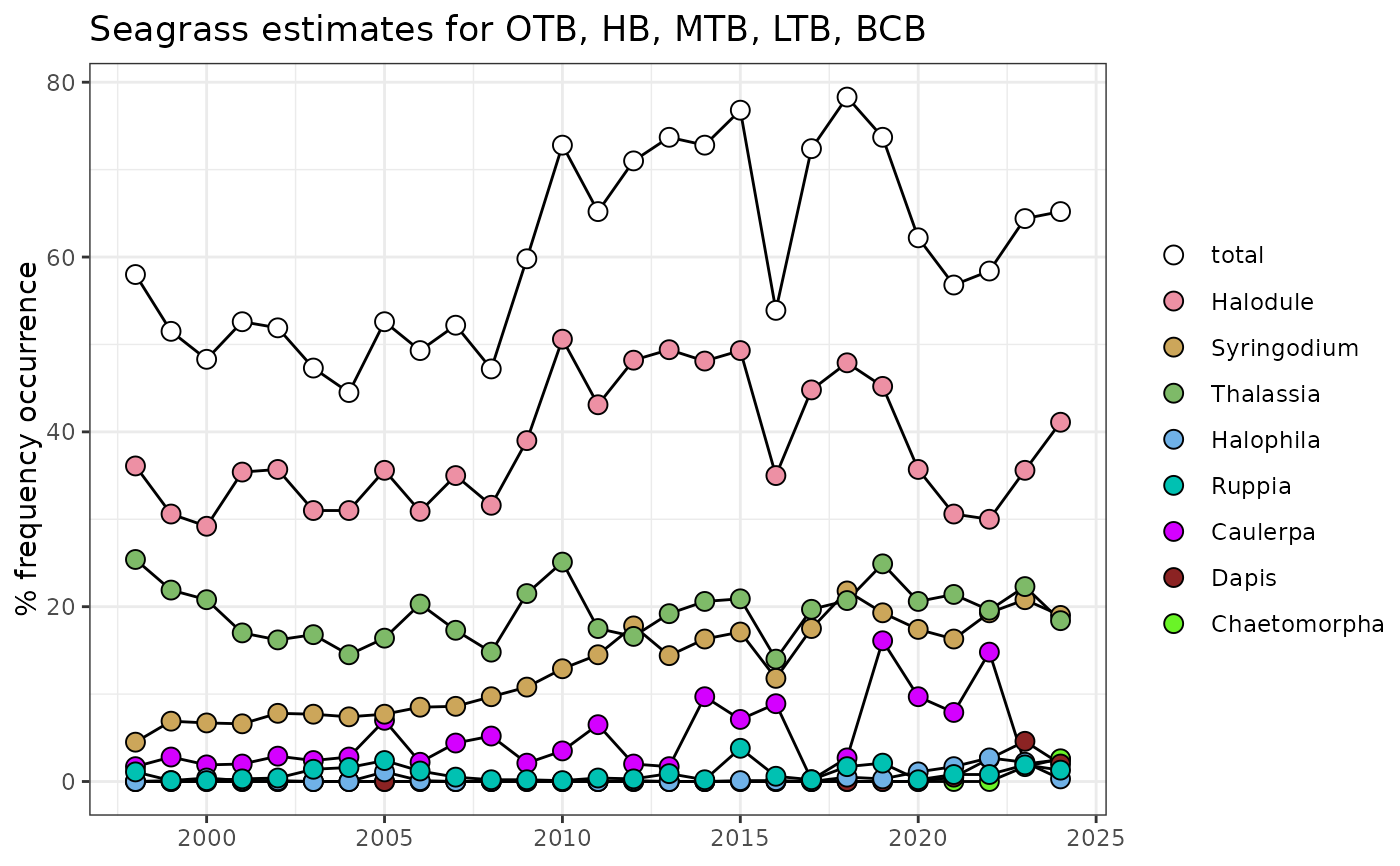 Seagrass estimates for OTB, HB, MTB, LTB, BCB
% frequency occurrence
80
60
40
20
0
2000
2005
2010
2015
2020
2025
total
Halodule
Syringodium
Thalassia
Halophila
Ruppia
Caulerpa
Dapis
Chaetomorpha